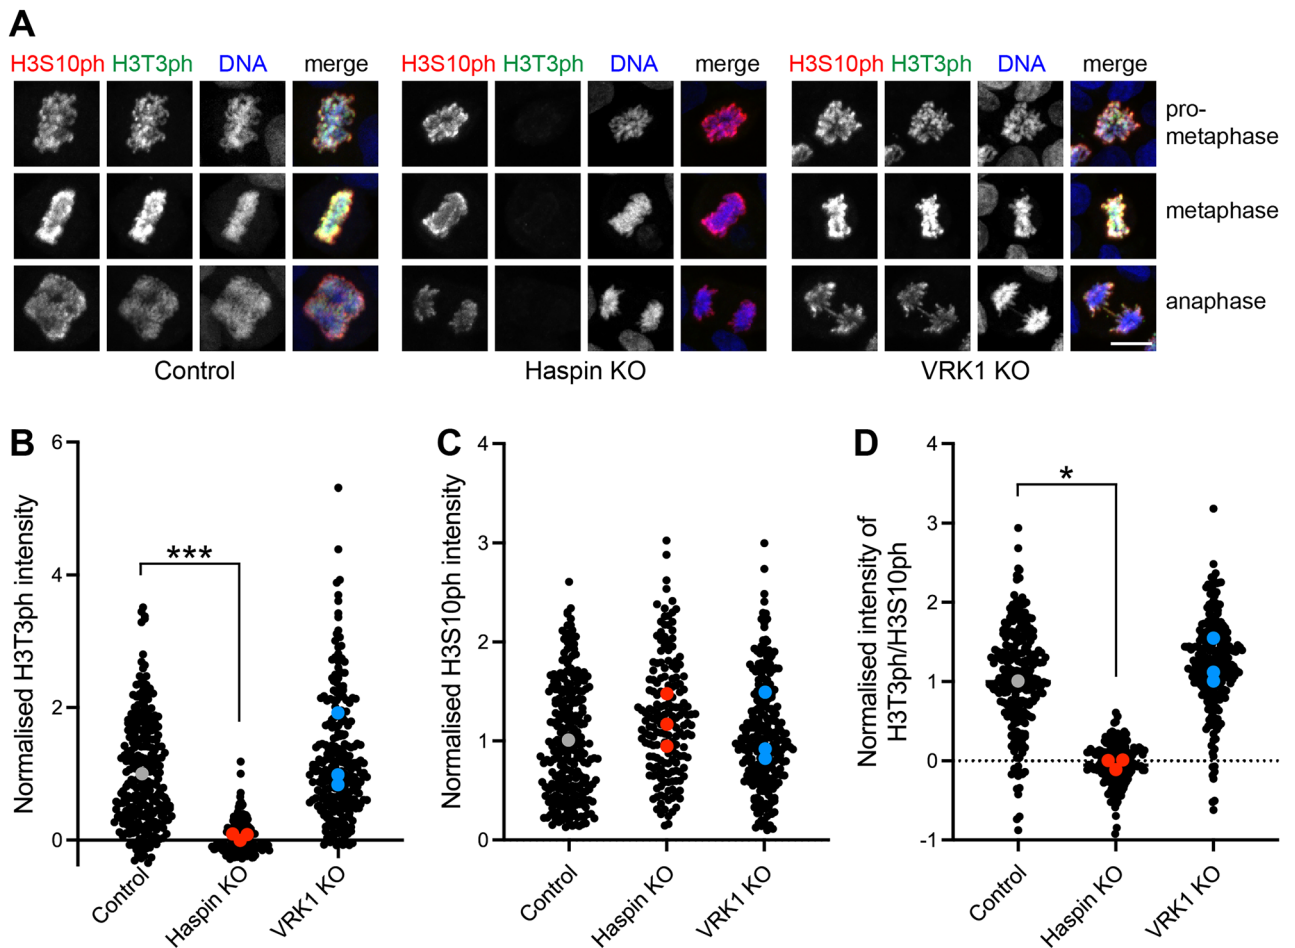 A
H3S10ph H3T3ph DNA merge H3S10ph H3T3ph DNA merge H3S10ph H3T3ph DNA merge
pro-
metaphase
metaphase
anaphase
Control Haspin KO VRK1 KO
B
Normalised H3T3ph intensity
6
4
2
0
***
Control
Haspin KO
VRK1 KO
C
Normalised H3S10ph intensity
4
3
2
1
0
Control
Haspin KO
VRK1 KO
D
Normalised intensity of
H3T3ph/H3S10ph
4
3
2
1
0
-1
*
Control
Haspin KO
VRK1 KO